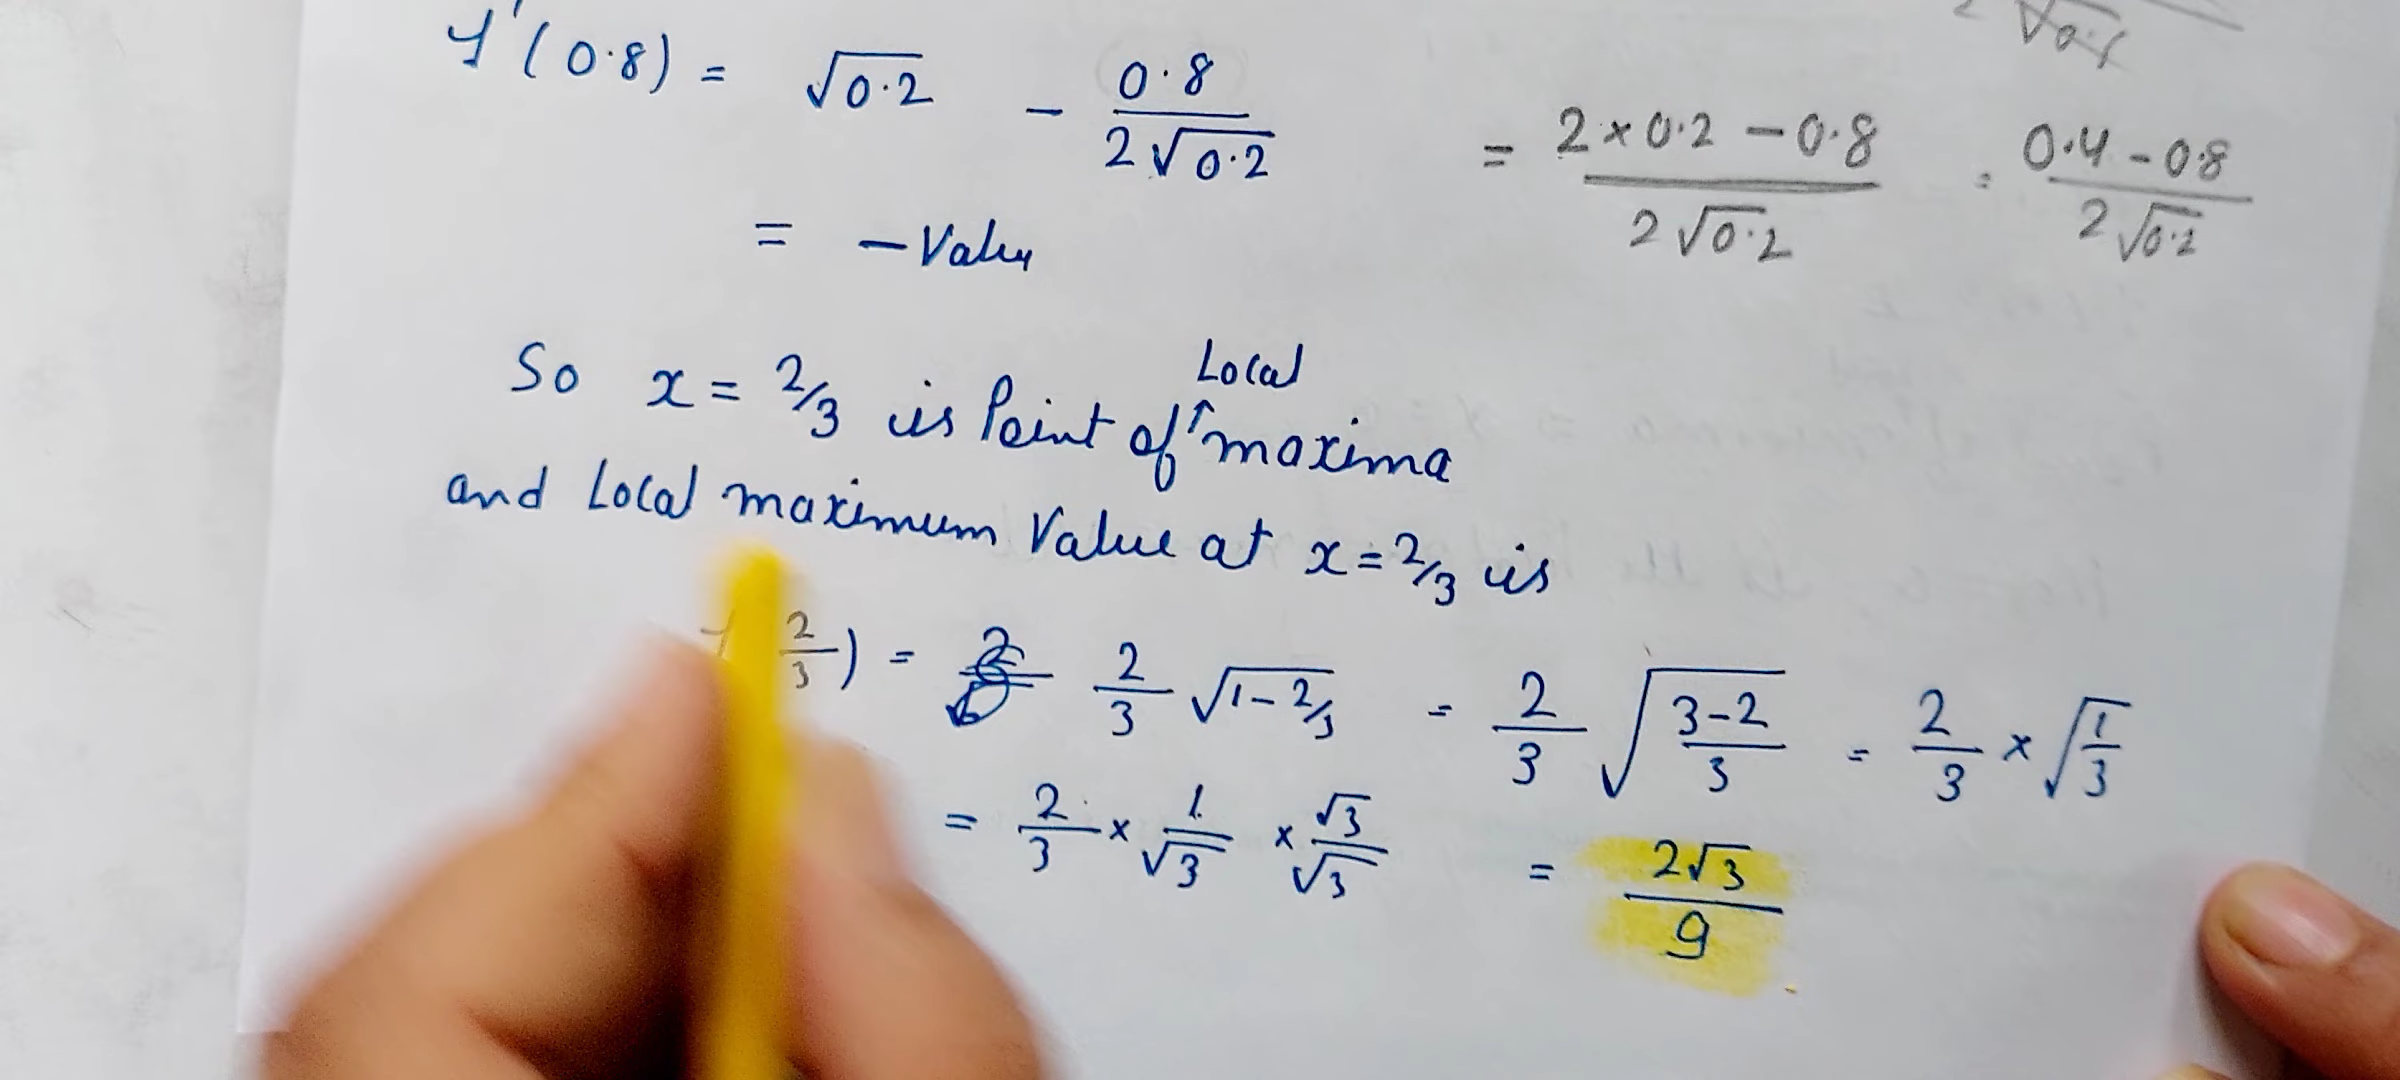 f'(0.8) = √0.2 - 0.8/2√0.2 = 2×0.2-0.8/2√0.2 = 0.4-0.8/2√0.2
= -Value
So x = 2/3 is Point of Local maxima
and Local maximum Value at x=2/3 is
2/3) = 2/3 √1-2/3 = 2/3 √3-2/3 = 2/3 × √1/3
= 2/3 × 1/√3 × √3/√3 = 2√3/9